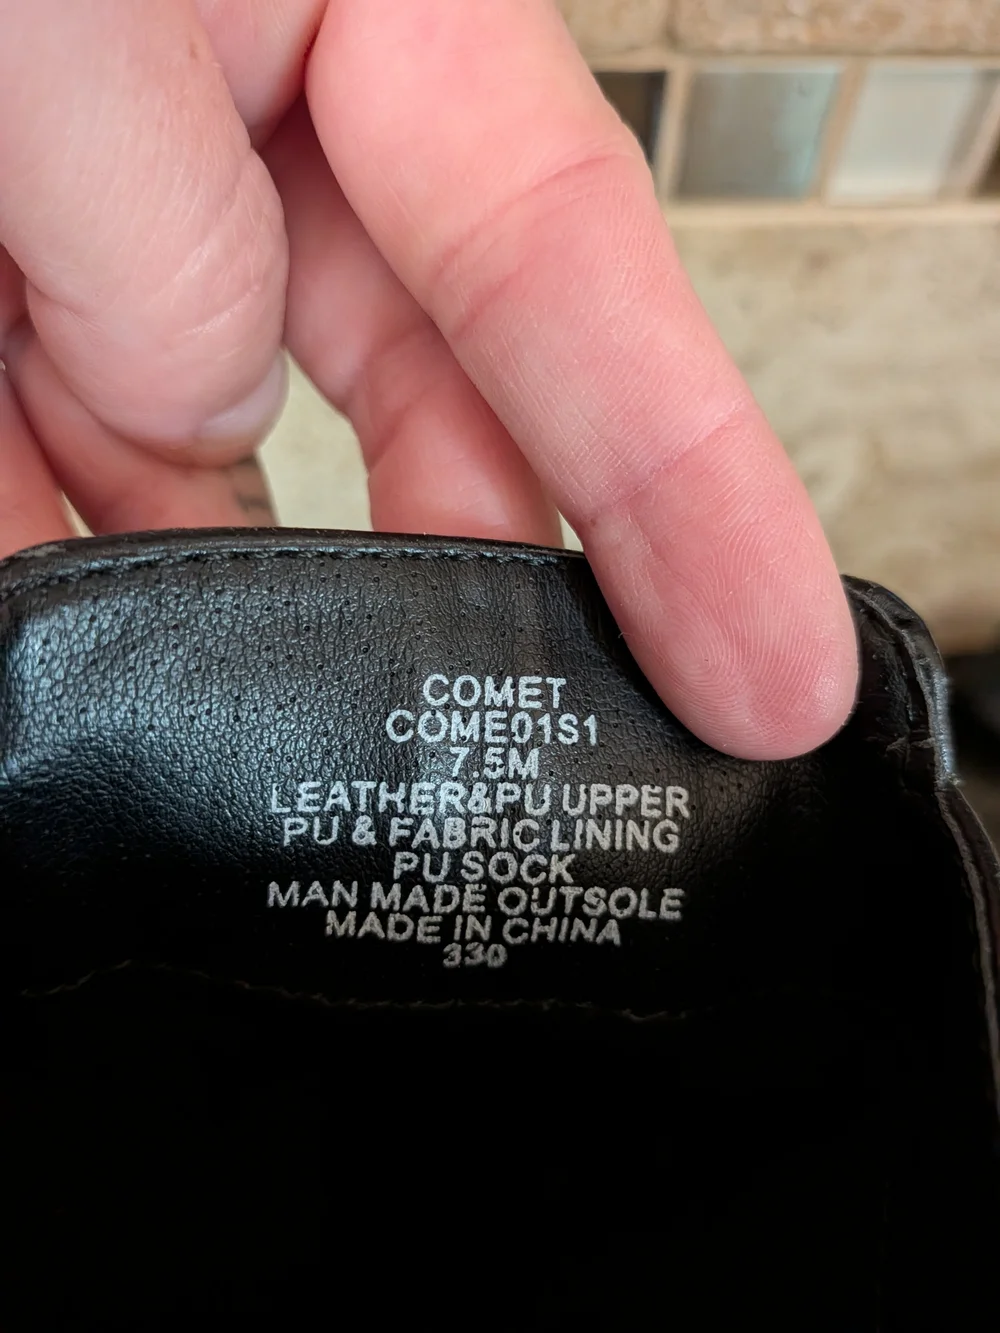 COMET
COME01S1
7.5M
LEATHER&PU UPPER
PU & FABRIC LINING
PU SOCK
MAN MADE OUTSOLE
MADE IN CHINA
330